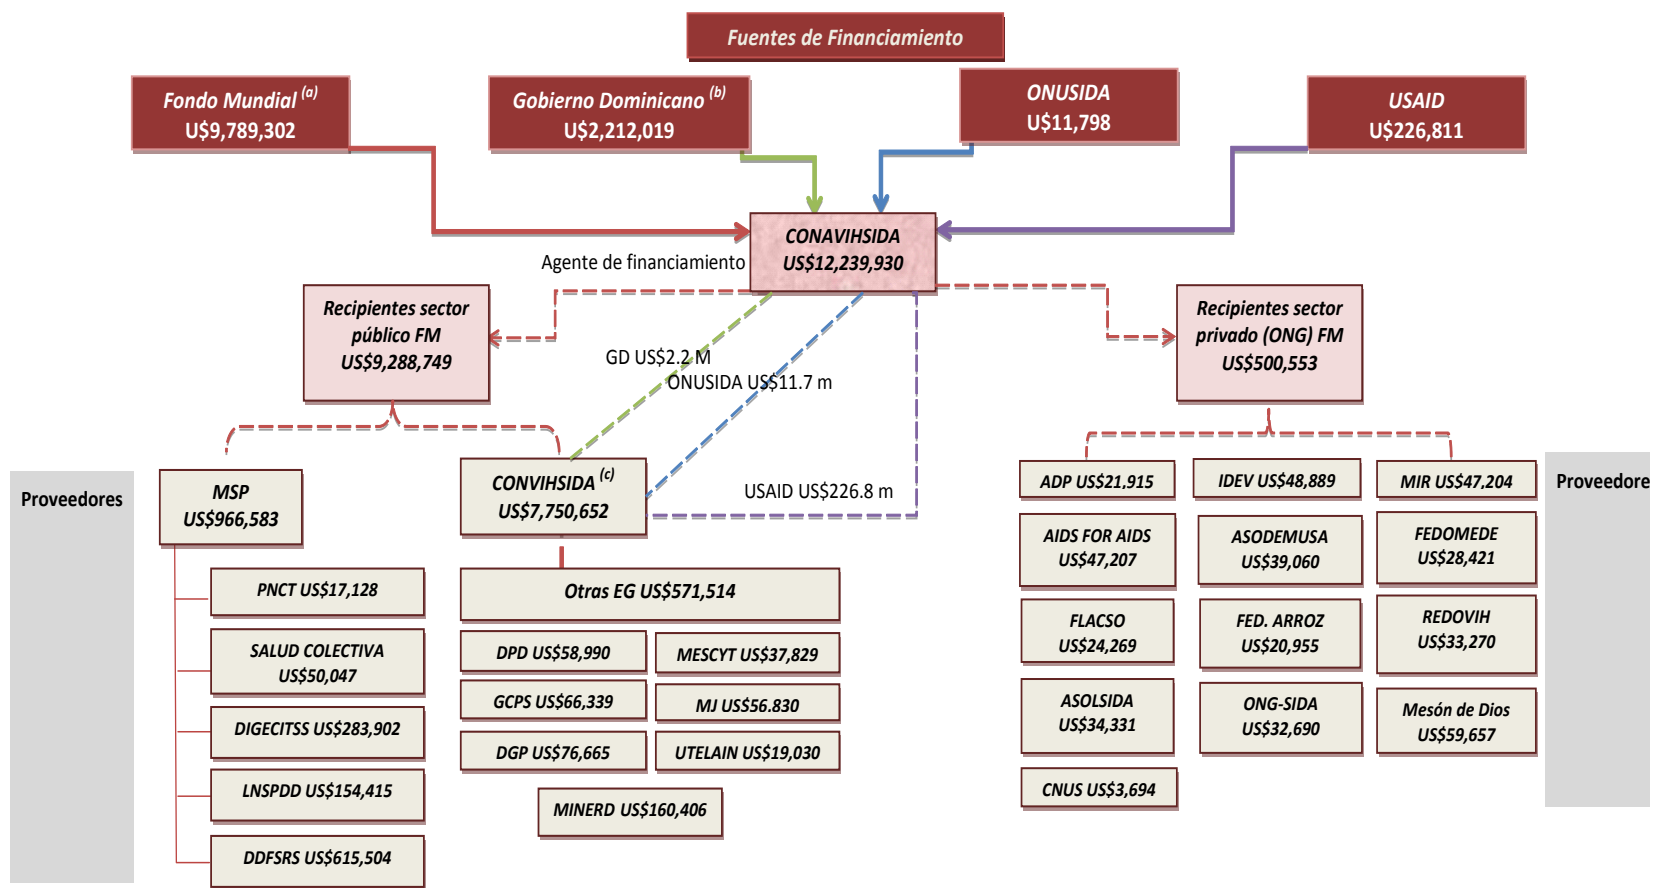 Fuentes de Financiamiento
Fondo Mundial (a)
U$9,789,302
Gobierno Dominicano (b)
U$2,212,019
ONUSIDA
U$11,798
USAID
U$226,811
CONAVIHSIDA
US$12,239,930
Agente de financiamiento
Recipientes sector
público FM
US$9,288,749
Recipientes sector
privado (ONG) FM
US$500,553
GD US$2.2 M
ONUSIDA US$11.7 m
USAID US$226.8 m
Proveedores
MSP
US$966,583
PNCT US$17,128
SALUD COLECTIVA
US$50,047
DIGECITSS US$283,902
LNSPDD US$154,415
DDFSRS US$615,504
CONVIHSIDA (c)
US$7,750,652
Otras EG US$571,514
DPD US$58,990
MESCYT US$37,829
GCPS US$66,339
MJ US$56.830
DGP US$76,665
UTELAIN US$19,030
MINERD US$160,406
ADP US$21,915
IDEV US$48,889
MIR US$47,204
AIDS FOR AIDS
US$47,207
ASODEMUSA
US$39,060
FEDOMEDE
US$28,421
FLACSO
US$24,269
FED. ARROZ
US$20,955
REDOVIH
US$33,270
ASOLSIDA
US$34,331
ONG-SIDA
US$32,690
Mesón de Dios
US$59,657
CNUS US$3,694
Proveedore